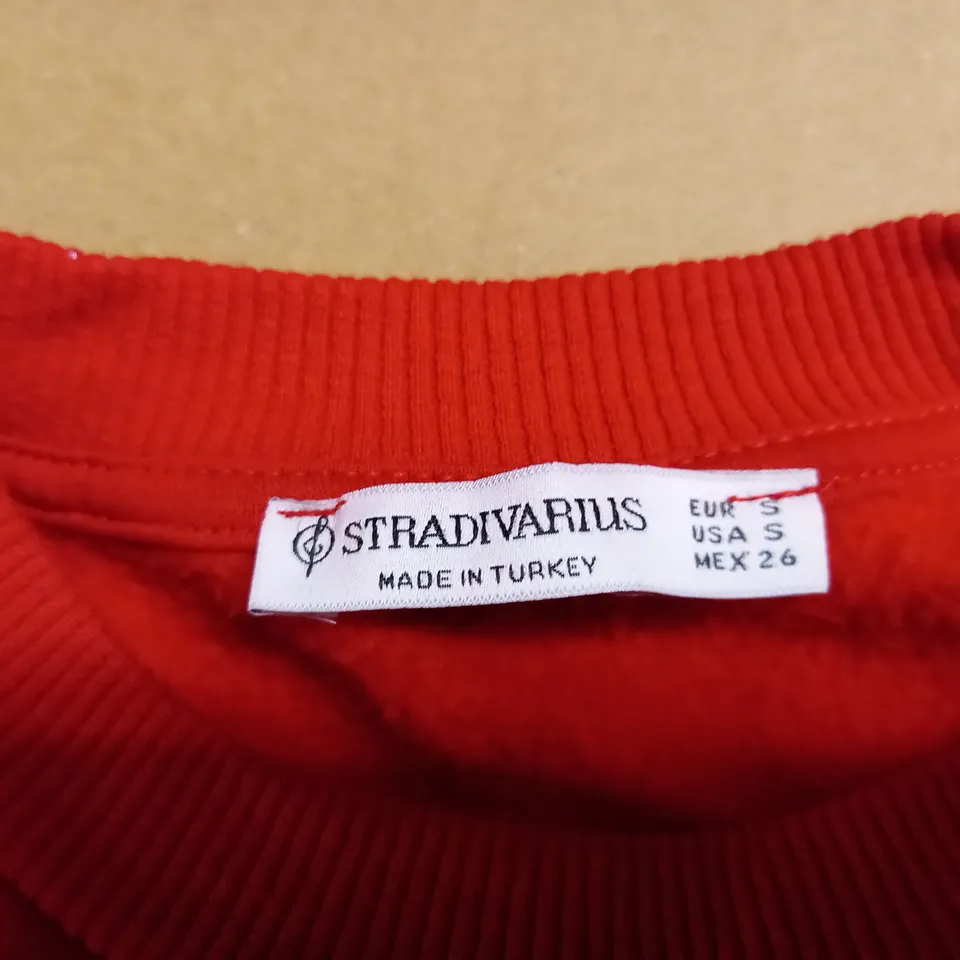 STRADIVARIUS
MADE IN TURKEY
EUR S
USA S
MEX 26